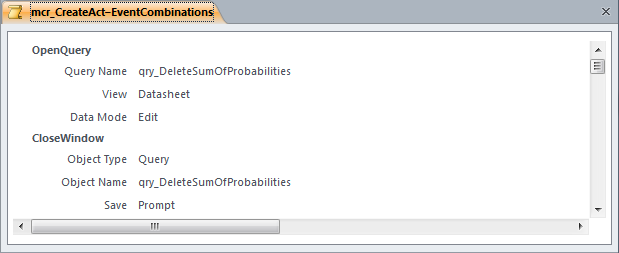 mcr_CreateAct–EventCombinations
OpenQuery
Query Name qry_DeleteSumOfProbabilities
View Datasheet
Data Mode Edit
CloseWindow
Object Type Query
Object Name qry_DeleteSumOfProbabilities
Save Prompt